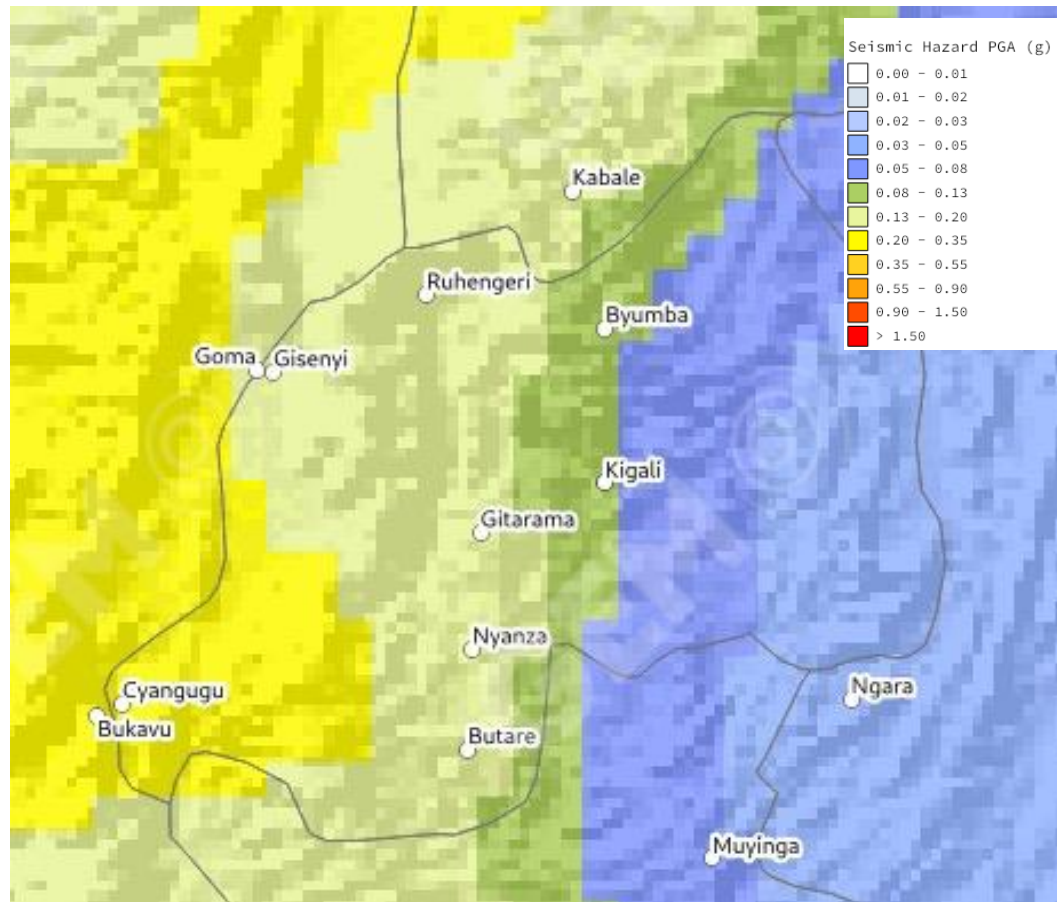 Seismic Hazard PGA (g)
0.00 - 0.01
0.01 - 0.02
0.02 - 0.03
0.03 - 0.05
0.05 - 0.08
0.08 - 0.13
0.13 - 0.20
0.20 - 0.35
0.35 - 0.55
0.55 - 0.90
0.90 - 1.50
> 1.50
Kabale
Ruhengeri
Byumba
Goma
Gisenyi
Kigali
Gitarama
Nyanza
Cyangugu
Ngara
Bukavu
Butare
Muyinga